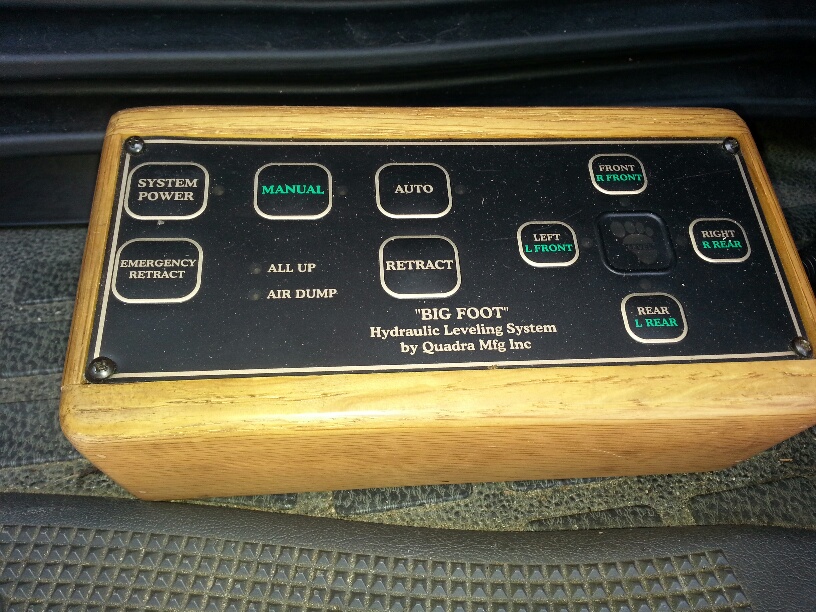 SYSTEM
POWER
MANUAL
AUTO
FRONT
R FRONT
LEFT
L FRONT
RIGHT
R REAR
EMERGENCY
RETRACT
ALL UP
AIR DUMP
RETRACT
REAR
L REAR
"BIG FOOT"
Hydraulic Leveling System
by Quadra Mfg Inc